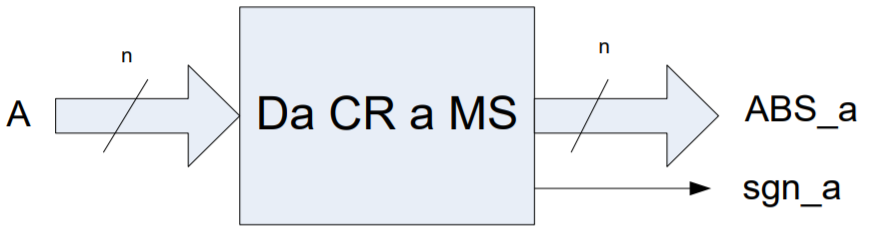 n
n
A
Da CR a MS
ABS_a
sgn_a